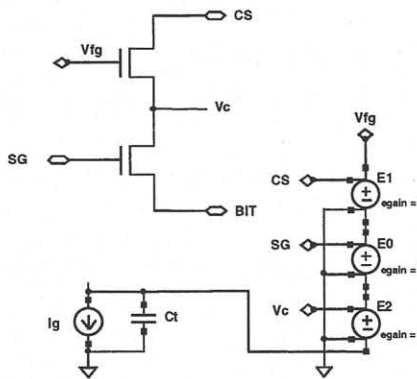 CS
Vfg
Vc
SG
BIT
Vfg
CS
E1
egain =
SG
E0
egain =
Vc
E2
egain =
Ig
Ct